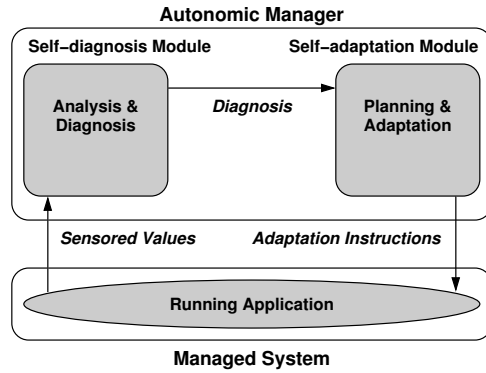 Autonomic Manager
Self-diagnosis Module
Self-adaptation Module
Analysis &
Diagnosis
Diagnosis
Planning &
Adaptation
Sensored Values
Adaptation Instructions
Running Application
Managed System